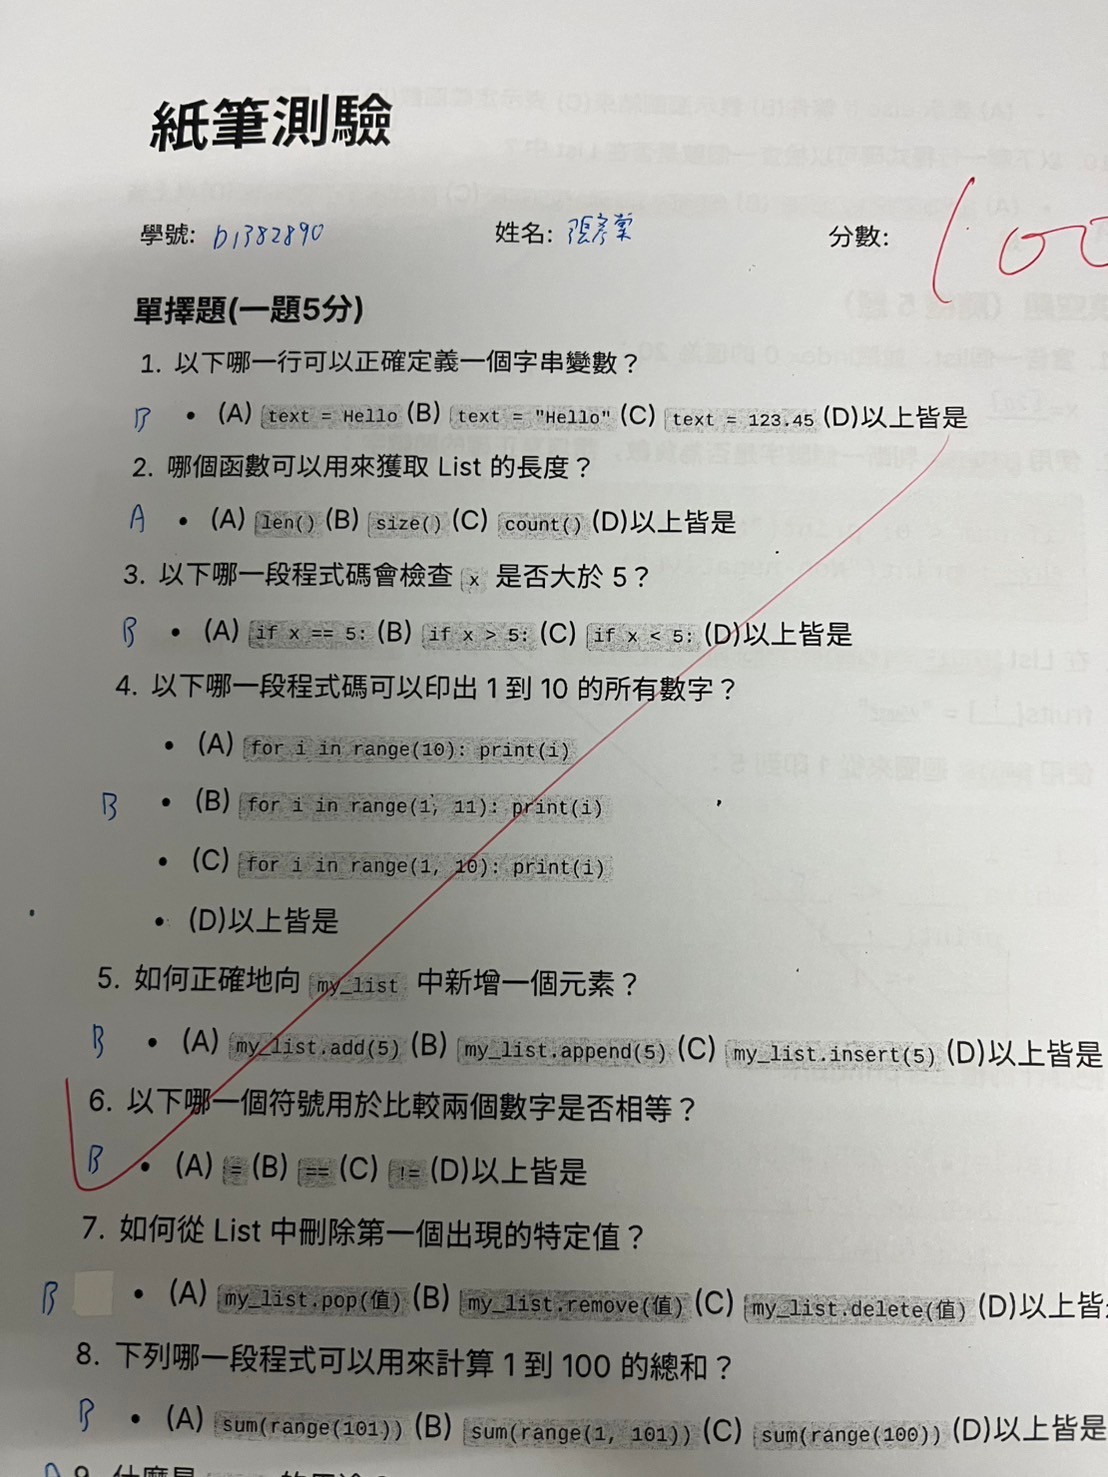 紙筆測驗
學號: b1382890 姓名: 張彥棠 分數: 100
單擇題(一題5分)
1. 以下哪一行可以正確定義一個字串變數？
B • (A) text = Hello (B) text = "Hello" (C) text = 123.45 (D)以上皆是
2. 哪個函數可以用來獲取 List 的長度？
A • (A) len() (B) size() (C) count() (D)以上皆是
3. 以下哪一段程式碼會檢查 x 是否大於 5？
B • (A) if x == 5: (B) if x > 5: (C) if x < 5: (D)以上皆是
4. 以下哪一段程式碼可以印出 1 到 10 的所有數字？
• (A) for i in range(10): print(i)
B • (B) for i in range(1, 11): print(i)
• (C) for i in range(1, 10): print(i)
• (D)以上皆是
5. 如何正確地向 my_list 中新增一個元素？
B • (A) my_list.add(5) (B) my_list.append(5) (C) my_list.insert(5) (D)以上皆是
6. 以下哪一個符號用於比較兩個數字是否相等？
B • (A) = (B) == (C) != (D)以上皆是
7. 如何從 List 中刪除第一個出現的特定值？
B • (A) my_list.pop(值) (B) my_list.remove(值) (C) my_list.delete(值) (D)以上皆
8. 下列哪一段程式可以用來計算 1 到 100 的總和？
B • (A) sum(range(101)) (B) sum(range(1, 101)) (C) sum(range(100)) (D)以上皆是
9. 什麼是